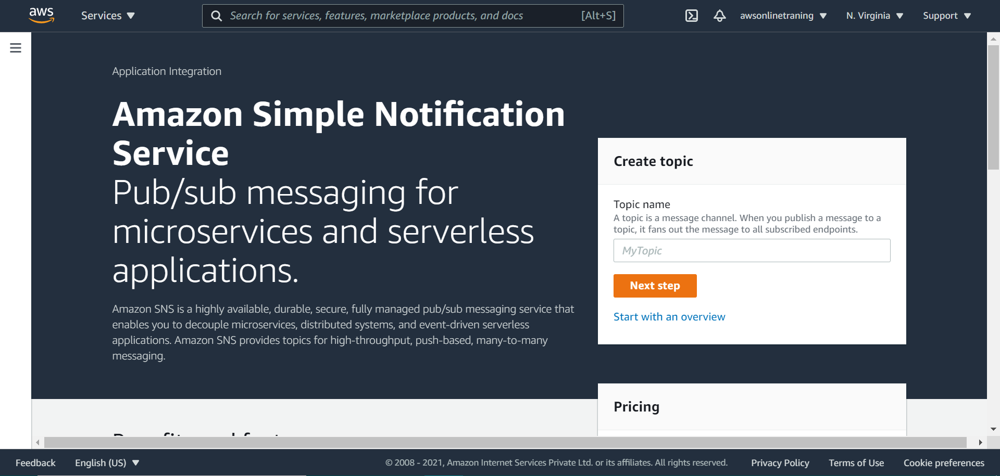 aws
Services
Search for services, features, marketplace products, and docs [Alt+S]
awsonlinetraning
N. Virginia
Support
Application Integration
Amazon Simple Notification
Service
Pub/sub messaging for
microservices and serverless
applications.
Amazon SNS is a highly available, durable, secure, fully managed pub/sub messaging service that
enables you to decouple microservices, distributed systems, and event-driven serverless
applications. Amazon SNS provides topics for high-throughput, push-based, many-to-many
messaging.
Create topic
Topic name
A topic is a message channel. When you publish a message to a
topic, it fans out the message to all subscribed endpoints.
MyTopic
Next step
Start with an overview
Pricing
Feedback
English (US)
© 2008 - 2021, Amazon Internet Services Private Ltd. or its affiliates. All rights reserved.
Privacy Policy
Terms of Use
Cookie preferences